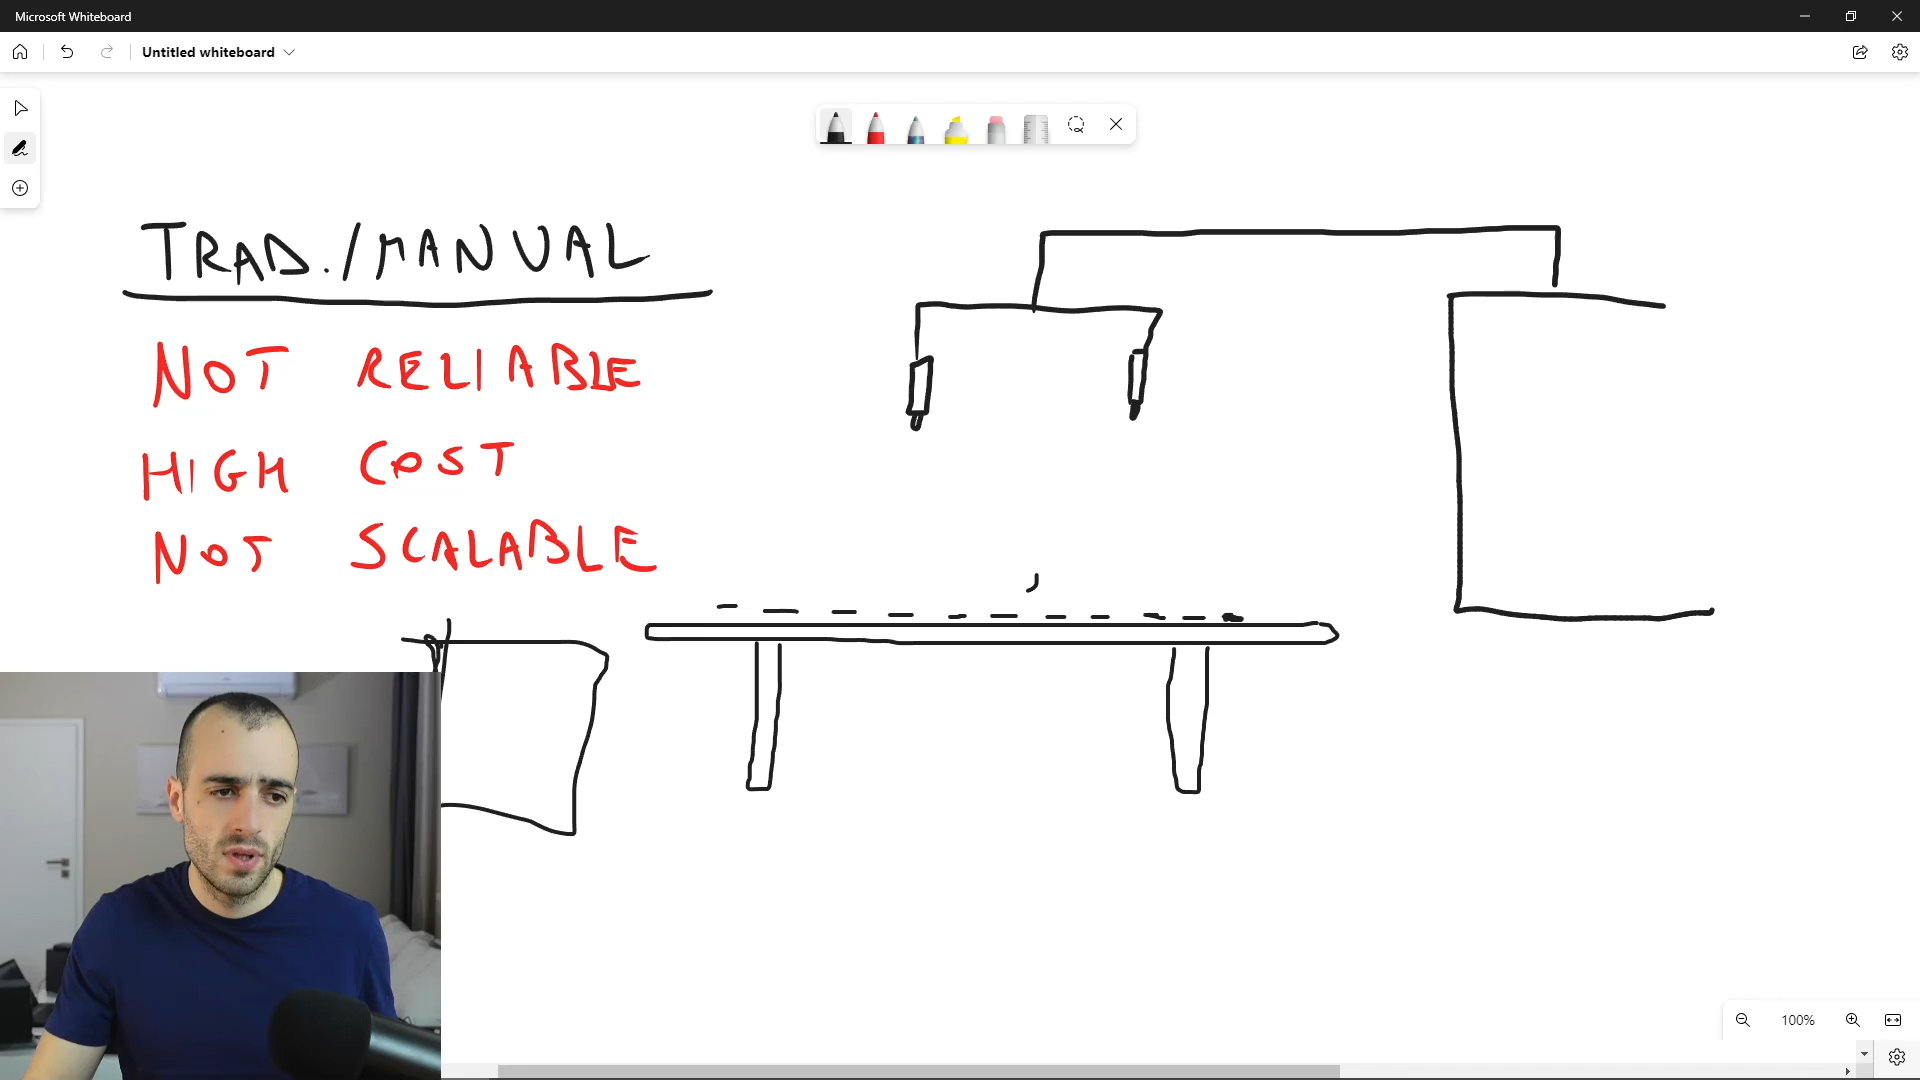 Microsoft Whiteboard
Untitled whiteboard
TRAD./MANUAL
NOT RELIABLE
HIGH COST
NOT SCALABLE
100%